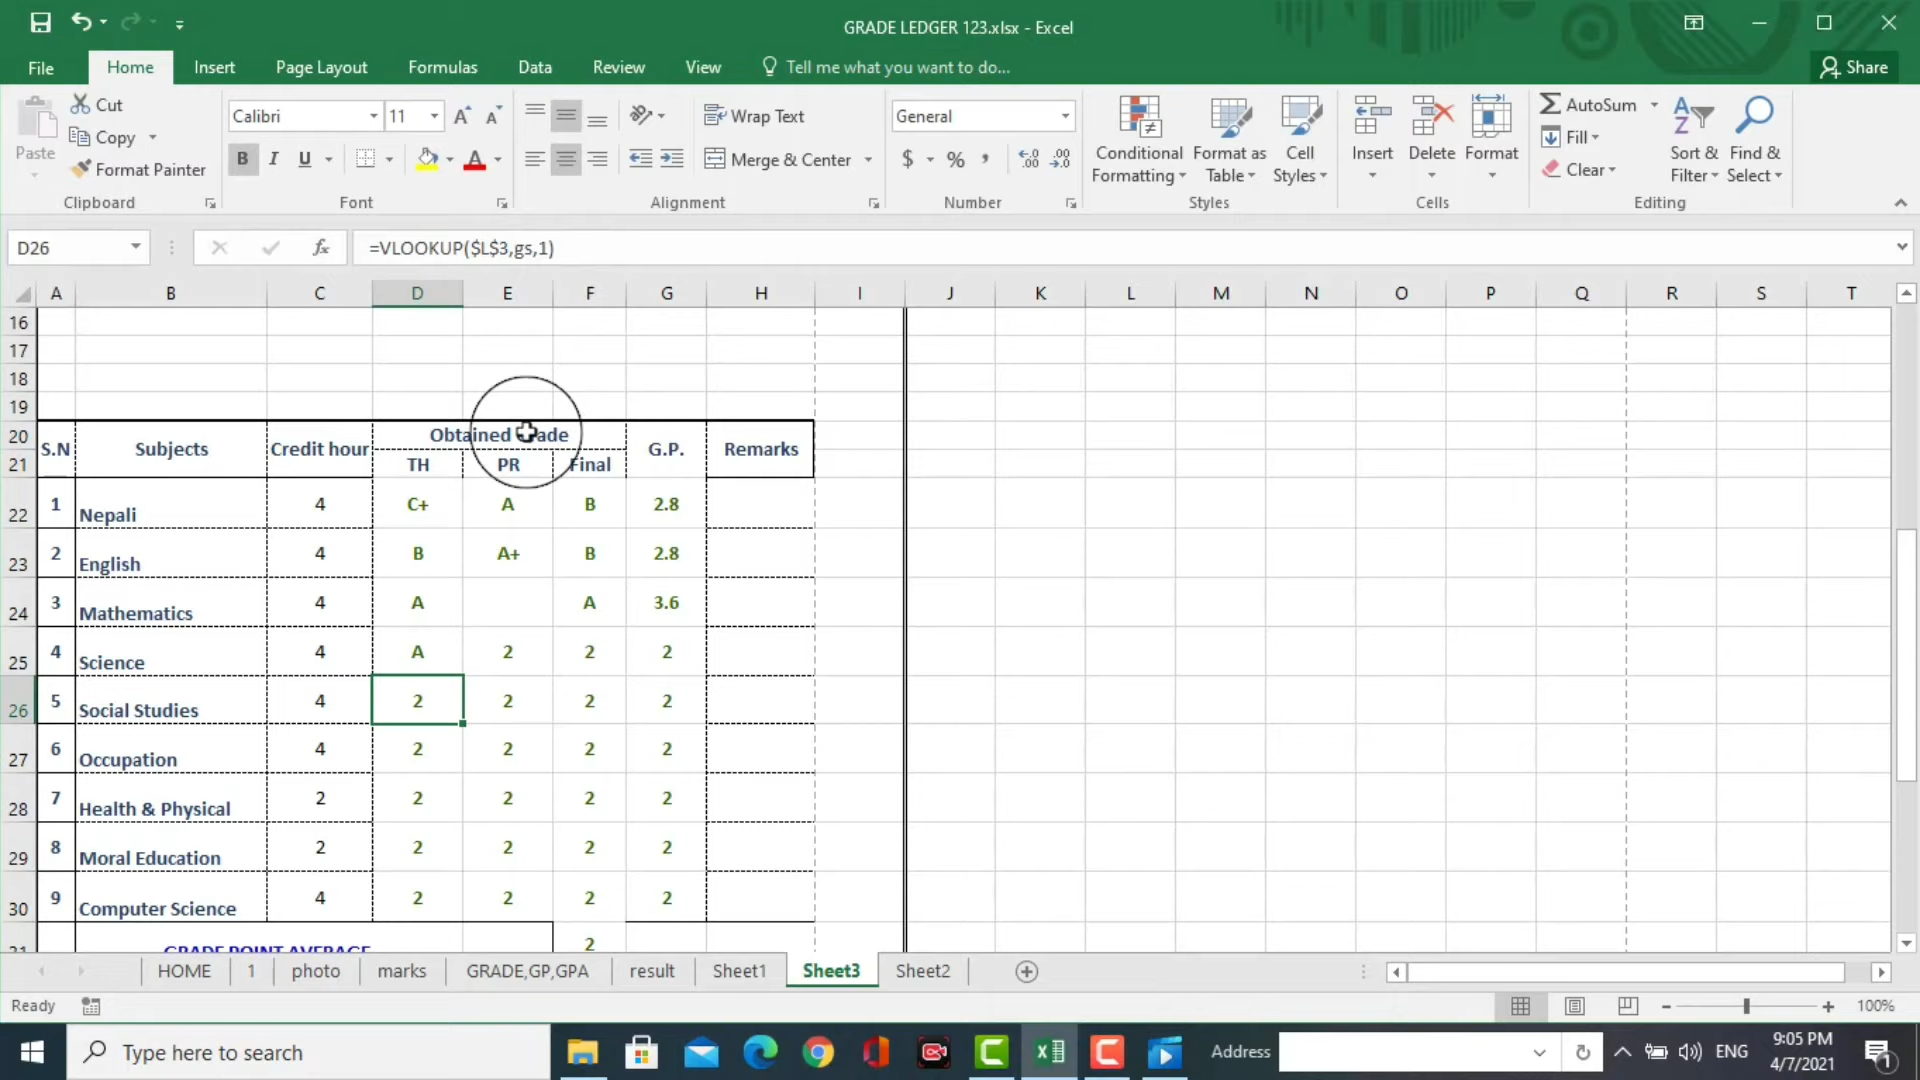 GRADE LEDGER 123.xlsx - Excel
File Home Insert Page Layout Formulas Data Review View Tell me what you want to do... Share
Cut
Copy
Paste
Format Painter
Clipboard
Calibri 11
B I U
Font
Wrap Text
Merge & Center
Alignment
General
$ % ,
Number
Conditional Formatting
Format as Table
Cell Styles
Styles
Insert Delete Format
Cells
AutoSum
Fill
Clear
Sort & Filter
Find & Select
Editing
D26 fx =VLOOKUP($L$3,gs,1)
A B C D E F G H I J K L M N O P Q R S T
16
17
18
19
20 S.N Subjects Credit hour Obtained Grade G.P. Remarks
21 TH PR Final
22 1 Nepali 4 C+ A B 2.8
23 2 English 4 B A+ B 2.8
24 3 Mathematics 4 A A 3.6
25 4 Science 4 A 2 2 2
26 5 Social Studies 4 2 2 2 2
27 6 Occupation 4 2 2 2 2
28 7 Health & Physical 2 2 2 2 2
29 8 Moral Education 2 2 2 2 2
30 9 Computer Science 4 2 2 2 2
31 GRADE POINT AVERAGE 2
HOME 1 photo marks GRADE,GP,GPA result Sheet1 Sheet3 Sheet2
Ready 100%
Type here to search Address ENG 9:05 PM
4/7/2021 1